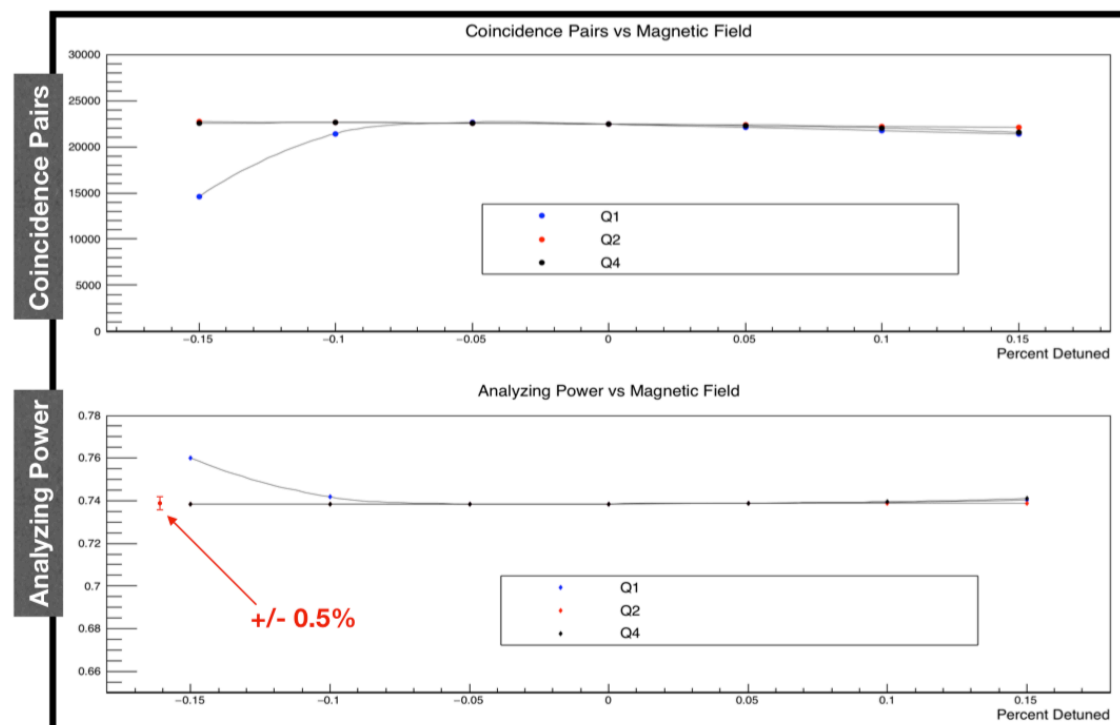 Coincidence Pairs vs Magnetic Field
Coincidence Pairs
30000
25000
20000
15000
10000
5000
0
Q1
Q2
Q4
−0.15
−0.1
−0.05
0
0.05
0.1
0.15
Percent Detuned
Analyzing Power vs Magnetic Field
Analyzing Power
0.78
0.76
0.74
0.72
0.7
0.68
0.66
+/- 0.5%
Q1
Q2
Q4
−0.15
−0.1
−0.05
0
0.05
0.1
0.15
Percent Detuned